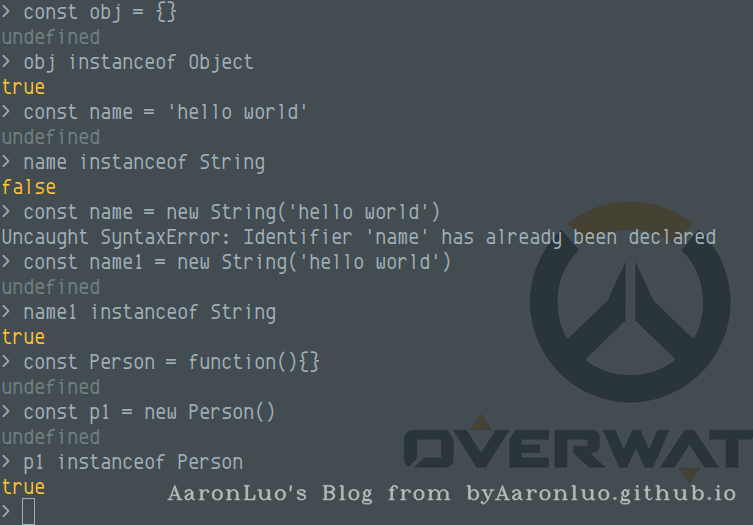 > const obj = {}
undefined
> obj instanceof Object
true
> const name = 'hello world'
undefined
> name instanceof String
false
> const name = new String('hello world')
Uncaught SyntaxError: Identifier 'name' has already been declared
> const name1 = new String('hello world')
undefined
> name1 instanceof String
true
> const Person = function(){}
undefined
> const p1 = new Person()
undefined
OVERWAT
> p1 instanceof Person
true
AaronLuo's Blog from byAaronluo.github.io
>